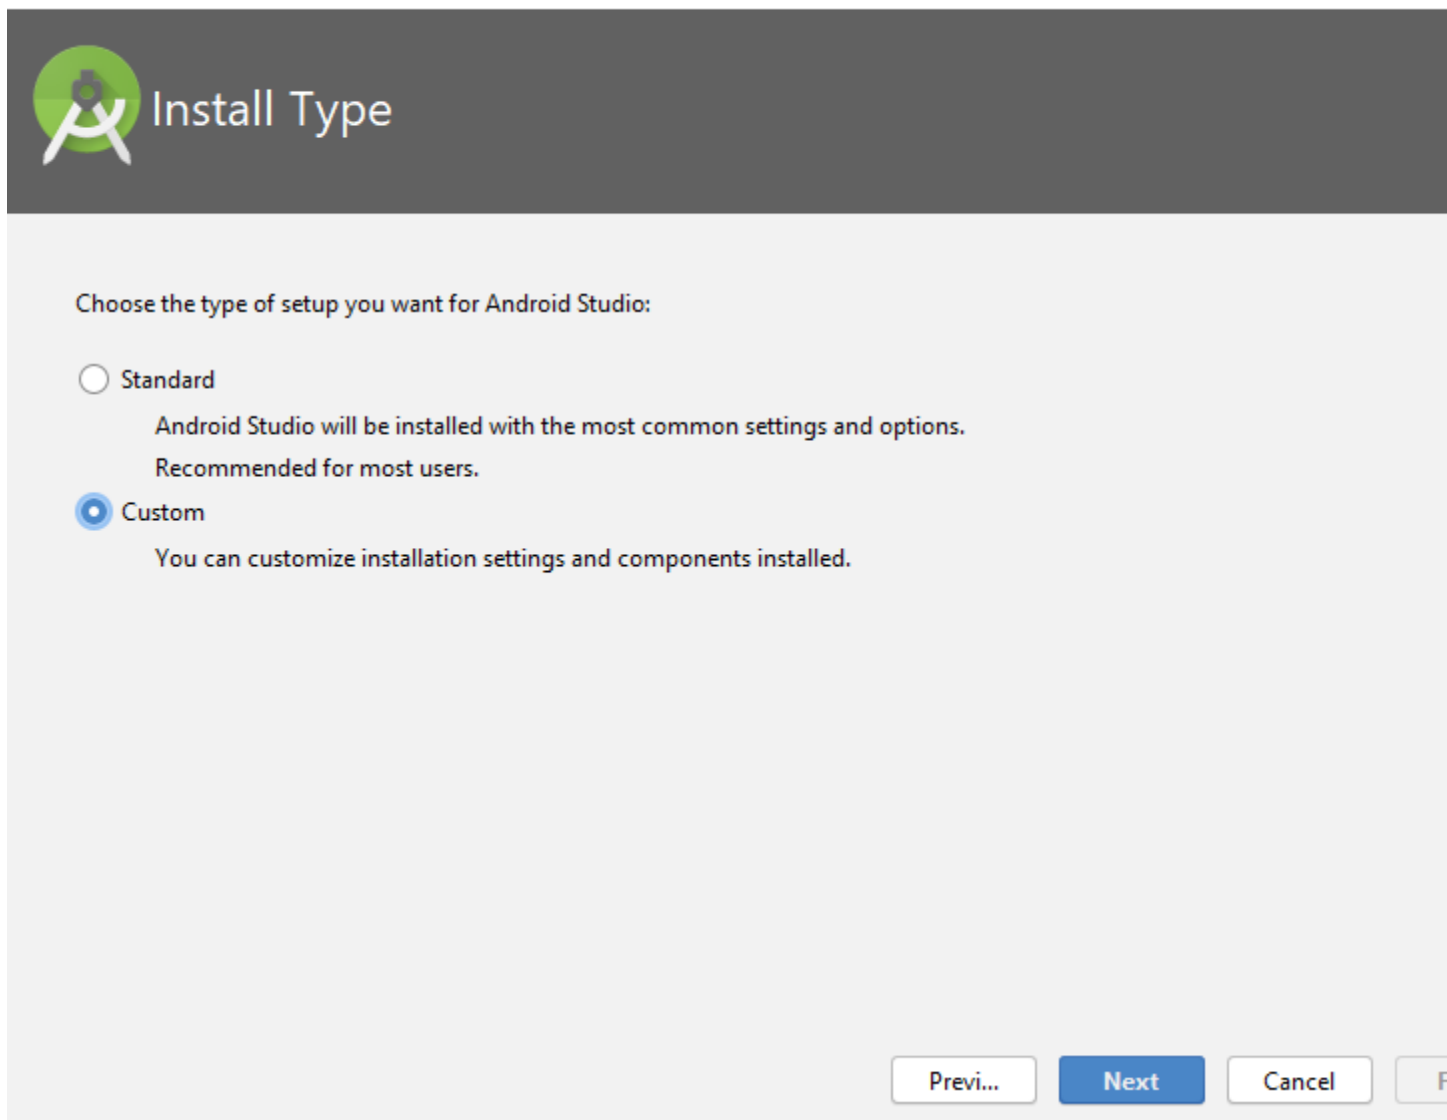 Install Type
Choose the type of setup you want for Android Studio:
Standard
Android Studio will be installed with the most common settings and options.
Recommended for most users.
Custom
You can customize installation settings and components installed.
Previ... Next Cancel